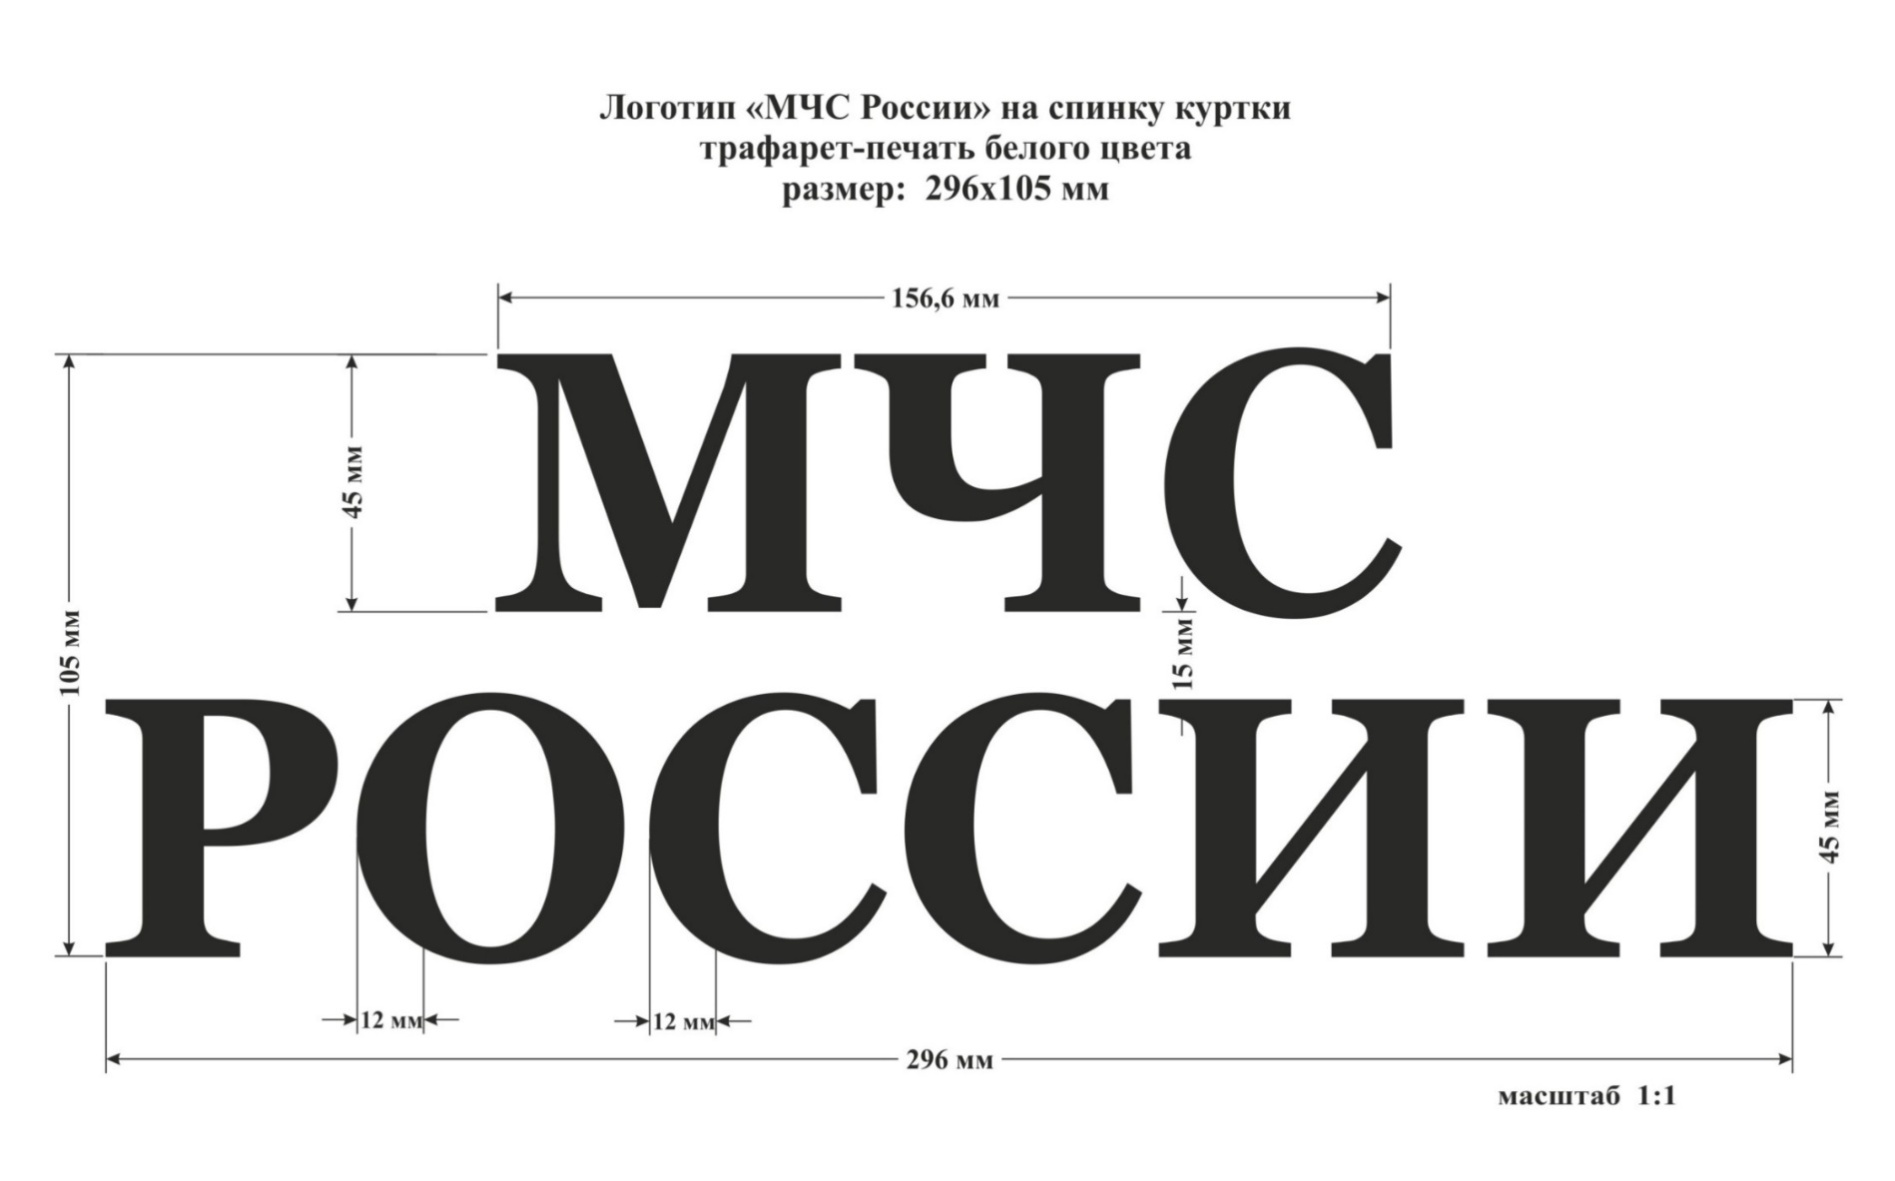 Логотип «МЧС России» на спинку куртки
трафарет-печать белого цвета
размер: 296х105 мм
156,6 мм
МЧС
45 мм
105 мм
15 мм
РОССИИ
45 мм
12 мм
12 мм
296 мм
масштаб 1:1